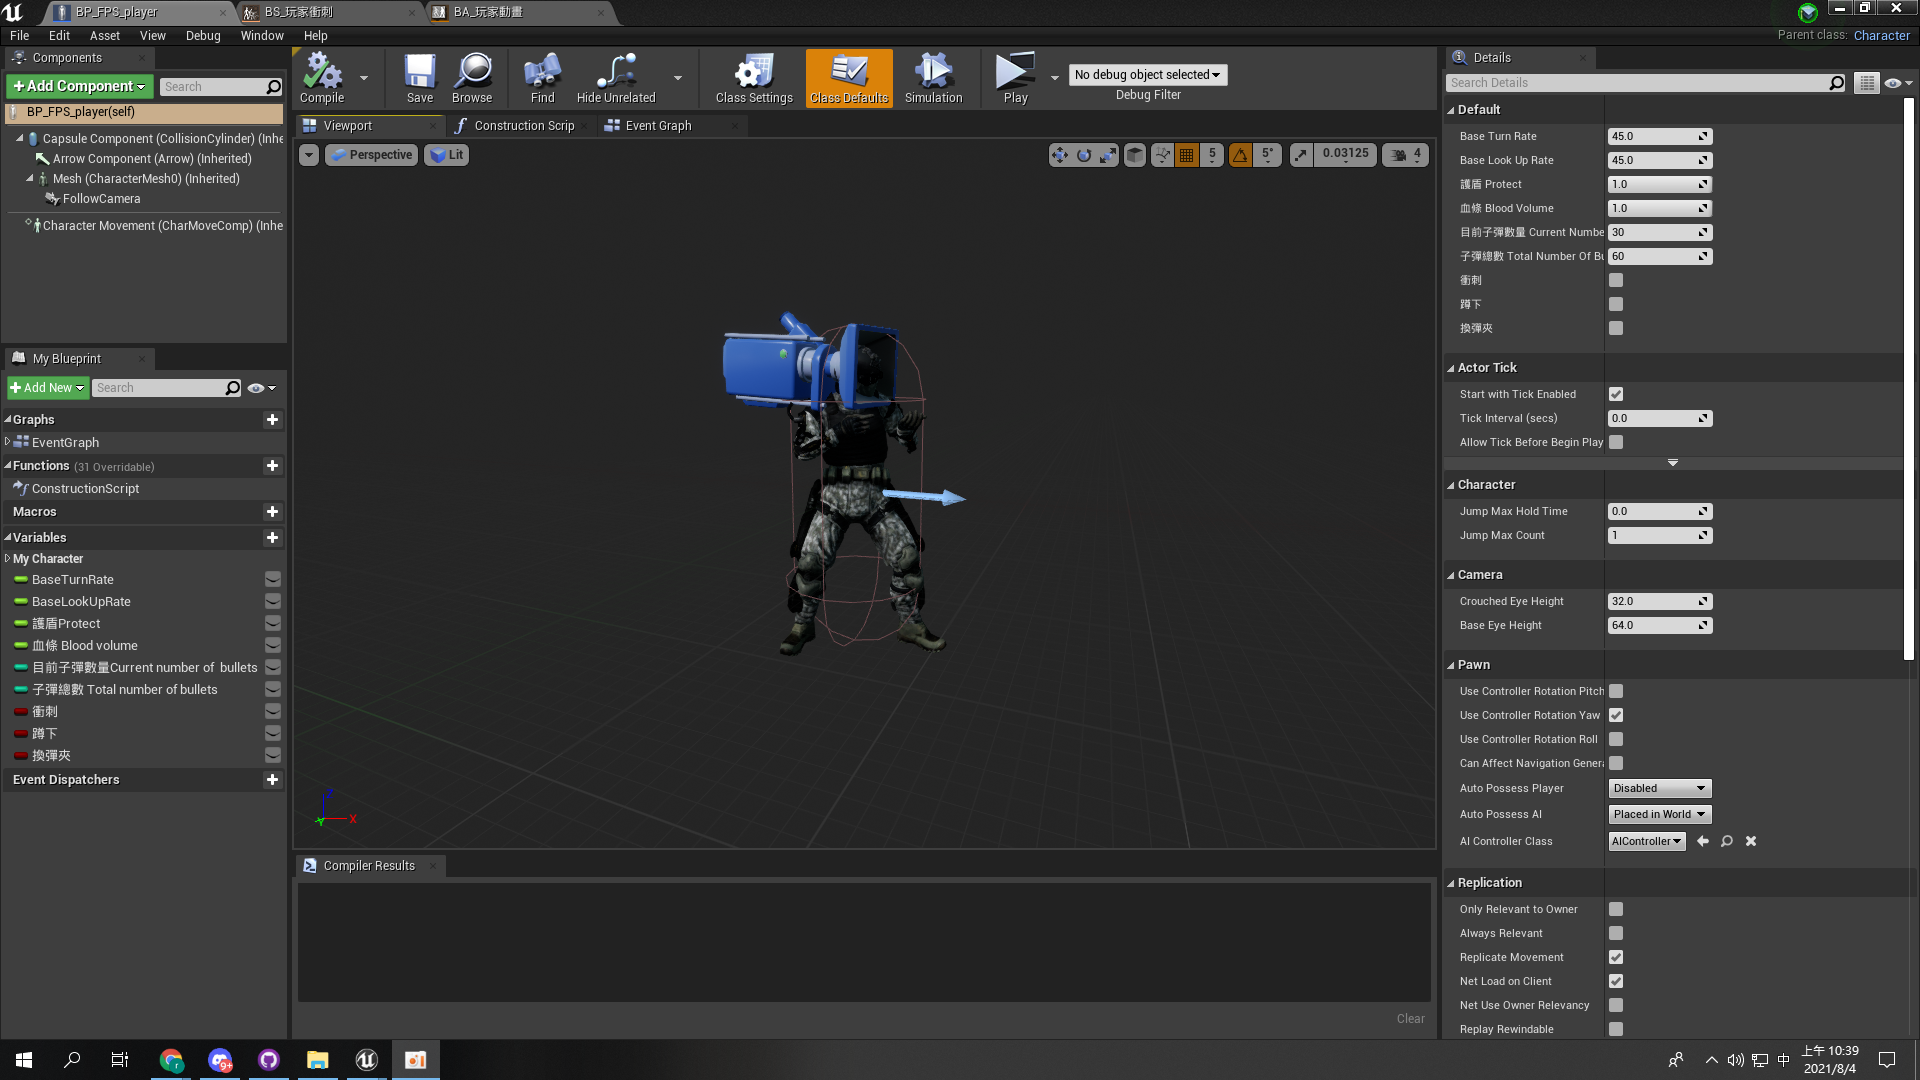 BP_FPS_player
BS_玩家衝刺
BA_玩家動畫
File Edit Asset View Debug Window Help
Parent class: Character
Components
+Add Component
Search
BP_FPS_player(self)
Capsule Component (CollisionCylinder) (Inhe
Arrow Component (Arrow) (Inherited)
Mesh (CharacterMesh0) (Inherited)
FollowCamera
Character Movement (CharMoveComp) (Inhe
My Blueprint
+Add New
Search
Graphs
EventGraph
Functions (31 Overridable)
ConstructionScript
Macros
Variables
My Character
BaseTurnRate
BaseLookUpRate
護盾Protect
血條 Blood volume
目前子彈數量Current number of bullets
子彈總數 Total number of bullets
衝刺
蹲下
換彈夾
Event Dispatchers
Compile
Save
Browse
Find
Hide Unrelated
Class Settings
Class Defaults
Simulation
Play
No debug object selected
Debug Filter
Viewport
Construction Scrip
Event Graph
Perspective
Lit
5
5°
0.03125
4
Z
Y
X
Compiler Results
Clear
Details
Search Details
Default
Base Turn Rate 45.0
Base Look Up Rate 45.0
護盾 Protect 1.0
血條 Blood Volume 1.0
目前子彈數量 Current Numbe 30
子彈總數 Total Number Of Bu 60
衝刺
蹲下
換彈夾
Actor Tick
Start with Tick Enabled
Tick Interval (secs) 0.0
Allow Tick Before Begin Play
Character
Jump Max Hold Time 0.0
Jump Max Count 1
Camera
Crouched Eye Height 32.0
Base Eye Height 64.0
Pawn
Use Controller Rotation Pitch
Use Controller Rotation Yaw
Use Controller Rotation Roll
Can Affect Navigation Genera
Auto Possess Player Disabled
Auto Possess AI Placed in World
AI Controller Class AIController
Replication
Only Relevant to Owner
Always Relevant
Replicate Movement
Net Load on Client
Net Use Owner Relevancy
Replay Rewindable
r
9+
中
上午 10:39
2021/8/4